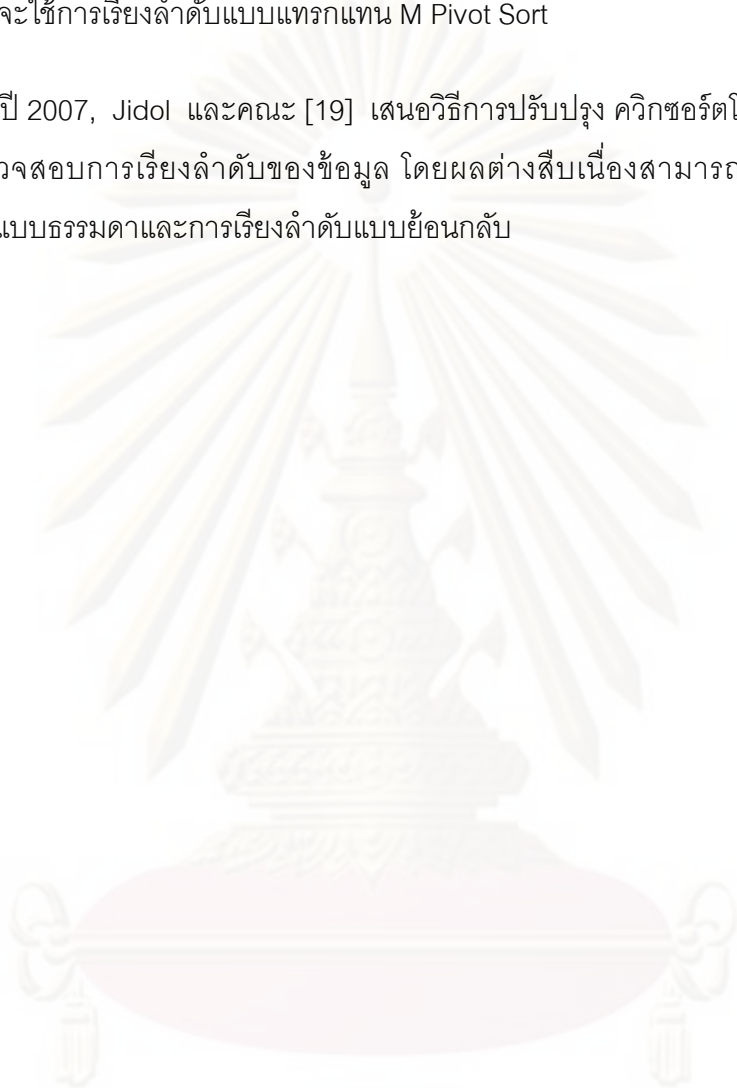 จะใช้การเรียงลำดับแบบแทรกแทน M Pivot Sort
ปี 2007, Jidol และคณะ [19] เสนอวิธีการปรับปรุง ควิกซอร์ตโ
วจสอบการเรียงลำดับของข้อมูล โดยผลต่างสืบเนื่องสามารถ
แบบธรรมดาและการเรียงลำดับแบบย้อนกลับ